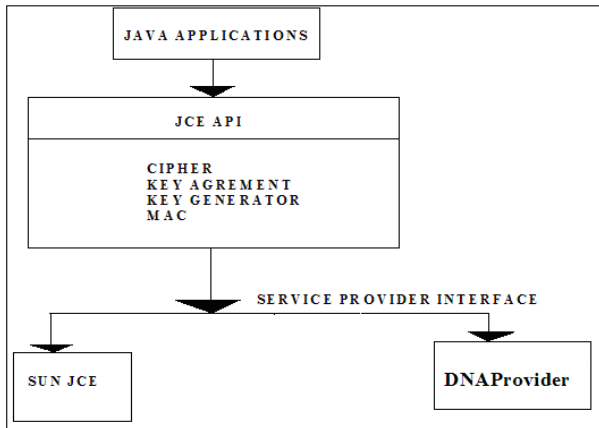 JAVA APPLICATIONS
JCE API
CIPHER
KEY AGREMENT
KEY GENERATOR
MAC
SERVICE PROVIDER INTERFACE
SUN JCE
DNAProvider